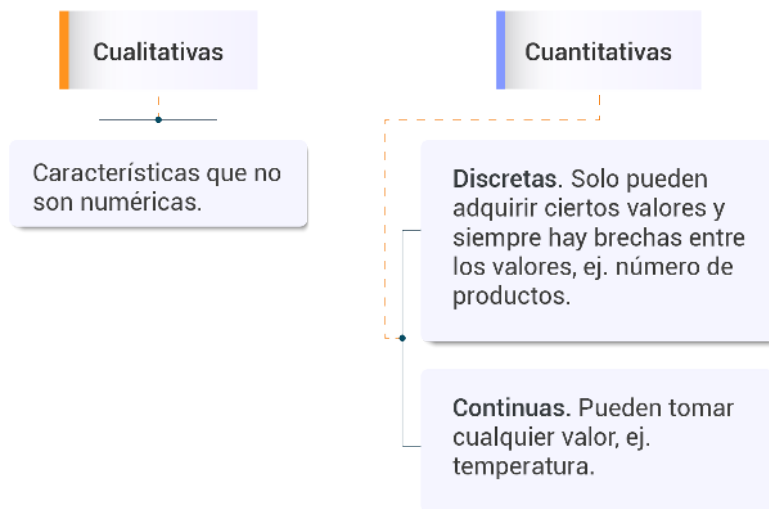 Cualitativas
Características que no
son numéricas.
Cuantitativas
Discretas. Solo pueden
adquirir ciertos valores y
siempre hay brechas entre
los valores, ej. número de
productos.
Continuas. Pueden tomar
cualquier valor, ej.
temperatura.